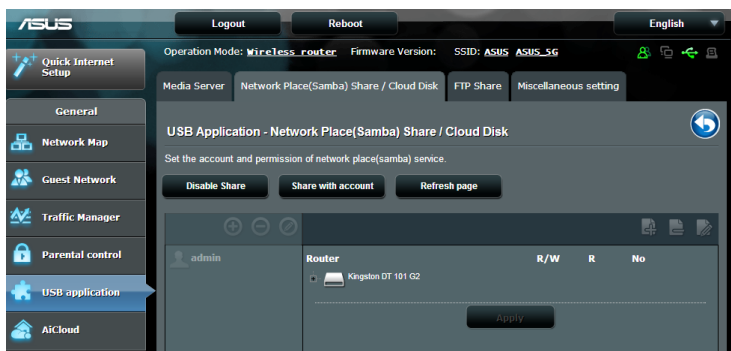 ASUS
Logout
Reboot
English
Quick Internet
Setup
Operation Mode: Wireless router Firmware Version: SSID: ASUS ASUS_5G
Media Server
Network Place(Samba) Share / Cloud Disk
FTP Share
Miscellaneous setting
General
Network Map
Guest Network
Traffic Manager
Parental control
USB application
AiCloud
USB Application - Network Place(Samba) Share / Cloud Disk
Set the account and permission of network place(samba) service.
Disable Share
Share with account
Refresh page
admin
Router R/W R No
Kingston DT 101 G2
Apply